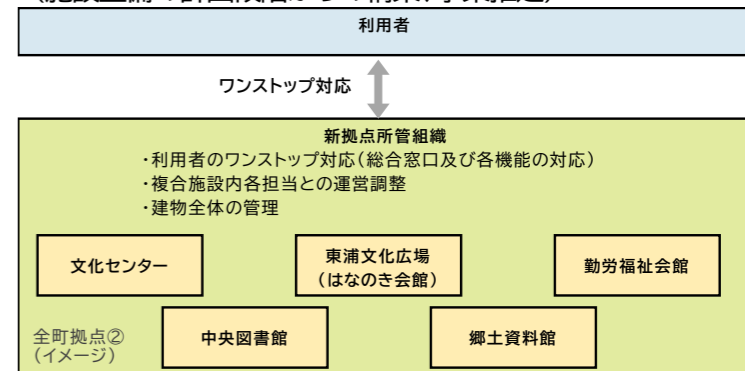 利用者
ワンストップ対応
新拠点所管組織
・利用者のワンストップ対応（総合窓口及び各機能の対応）
・複合施設内各担当との運営調整
・建物全体の管理
文化センター
東浦文化広場
（はなのき会館）
勤労福祉会館
全町拠点②
（イメージ）
中央図書館
郷土資料館